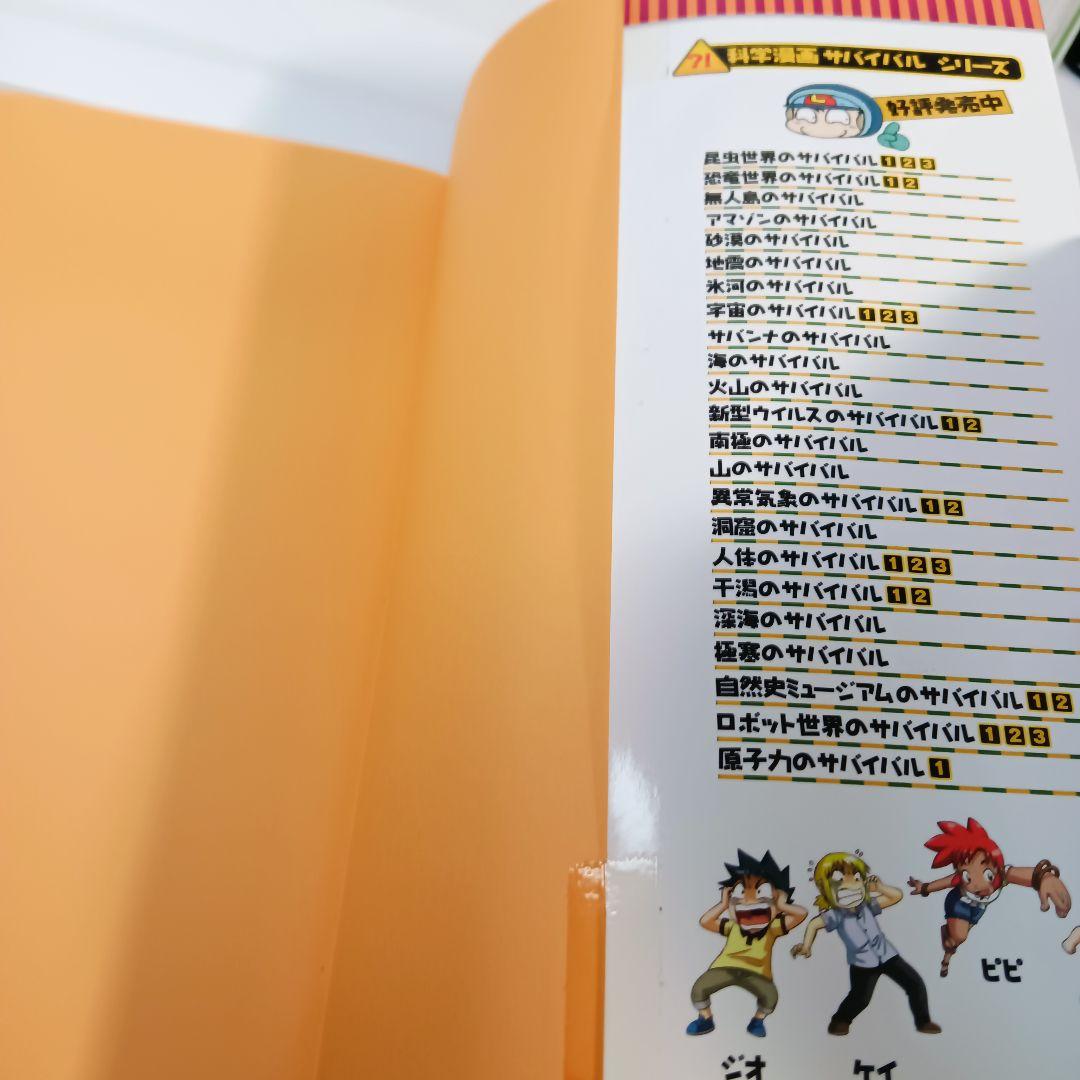 ?!科学漫画 サバイバル シリーズ
好評発売中
昆虫世界のサバイバル 1 2 3
恐竜世界のサバイバル 1 2
無人島のサバイバル
アマゾンのサバイバル
砂漠のサバイバル
地震のサバイバル
氷河のサバイバル
宇宙のサバイバル 1 2 3
サバンナのサバイバル
海のサバイバル
火山のサバイバル
新型ウイルスのサバイバル 1 2
南極のサバイバル
山のサバイバル
異常気象のサバイバル 1 2
洞窟のサバイバル
人体のサバイバル 1 2 3
干潟のサバイバル 1 2
深海のサバイバル
極寒のサバイバル
自然史ミュージアムのサバイバル 1 2
ロボット世界のサバイバル 1 2 3
原子力のサバイバル 1
ピピ
ジオ
ケイ